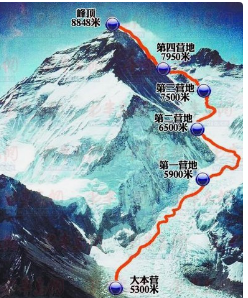 峰顶
8848米
第四营地
7950米
第三营地
7500米
第二营地
6500米
第一营地
5900米
大本营
5300米